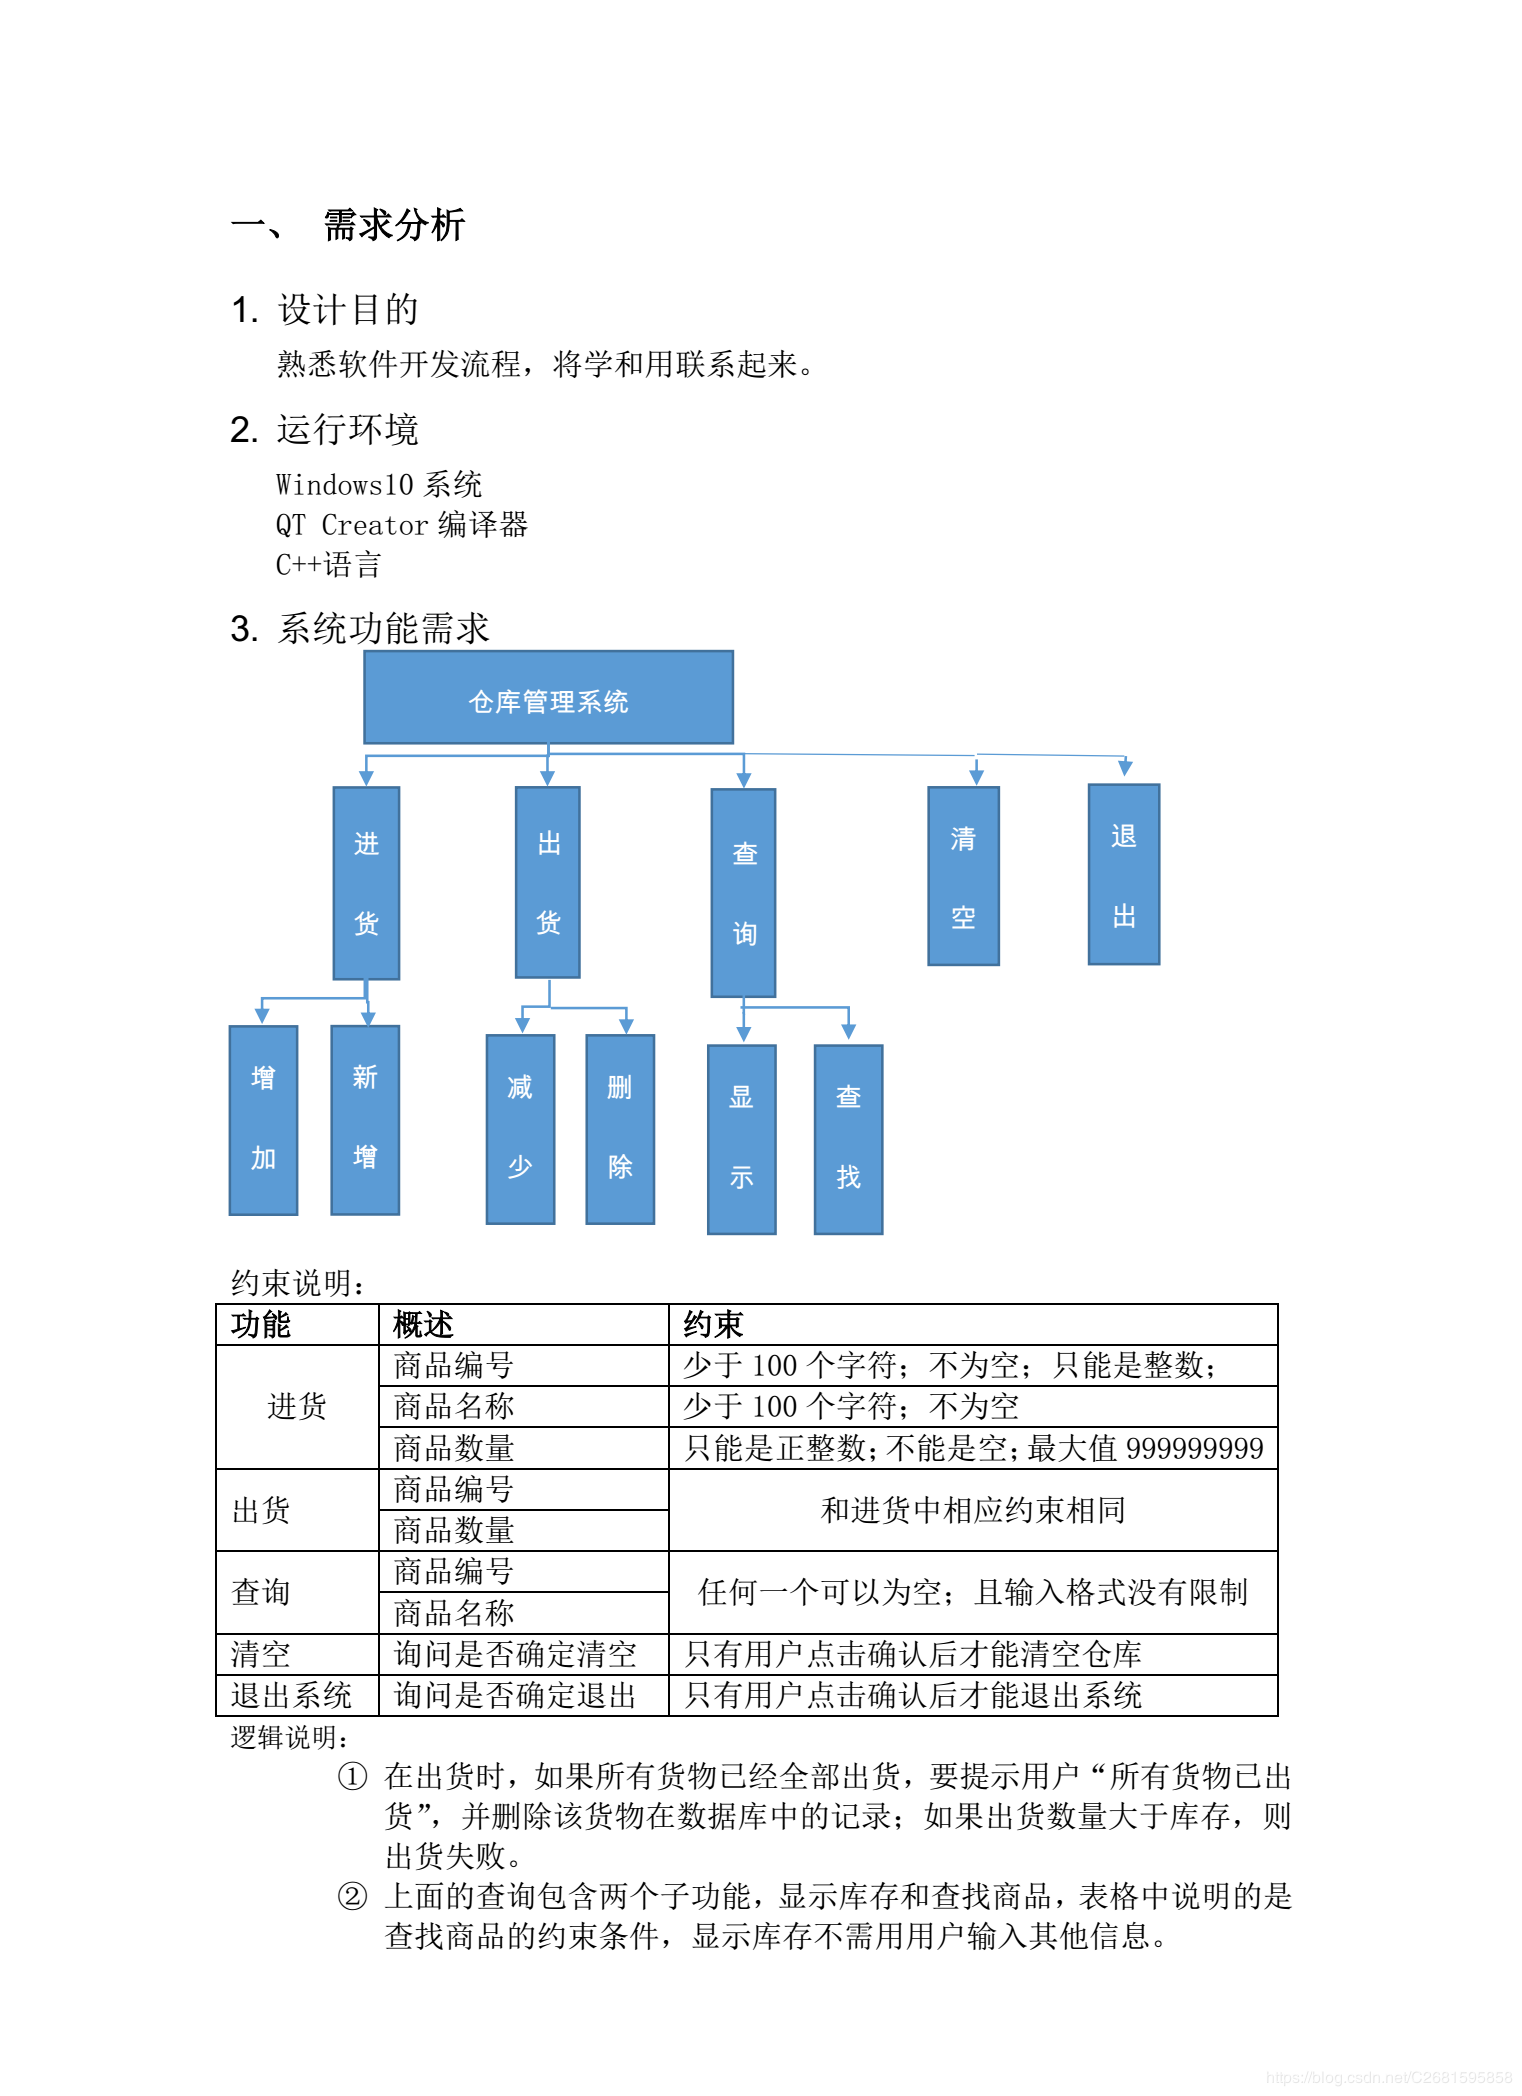 一、 需求分析
1. 设计目的
熟悉软件开发流程，将学和用联系起来。
2. 运行环境
Windows10 系统
QT Creator 编译器
C++语言
3. 系统功能需求
仓库管理系统
进货
出货
查询
清空
退出
增加
新增
减少
删除
显示
查找
约束说明：
功能 概述 约束
进货 商品编号 少于 100 个字符；不为空；只能是整数；
商品名称 少于 100 个字符；不为空
商品数量 只能是正整数；不能是空；最大值 999999999
出货 商品编号 和进货中相应约束相同
商品数量
查询 商品编号 任何一个可以为空；且输入格式没有限制
商品名称
清空 询问是否确定清空 只有用户点击确认后才能清空仓库
退出系统 询问是否确定退出 只有用户点击确认后才能退出系统
逻辑说明：
① 在出货时，如果所有货物已经全部出货，要提示用户“所有货物已出
货”，并删除该货物在数据库中的记录；如果出货数量大于库存，则
出货失败。
② 上面的查询包含两个子功能，显示库存和查找商品，表格中说明的是
查找商品的约束条件，显示库存不需用用户输入其他信息。
https://blog.csdn.net/C2681595858